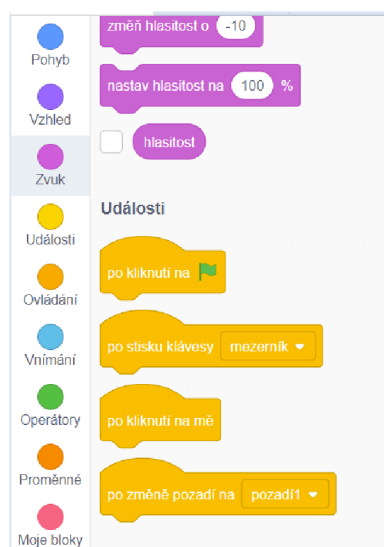 změň hlasitost o -10
Pohyb
nastav hlasitost na 100 %
Vzhled
hlasitost
Zvuk
Události
Události
po kliknutí na
Ovládání
po stisku klávesy mezerník
Vnímání
Operátory
po kliknutí na mě
Proměnné
po změně pozadí na pozadí1
Moje bloky